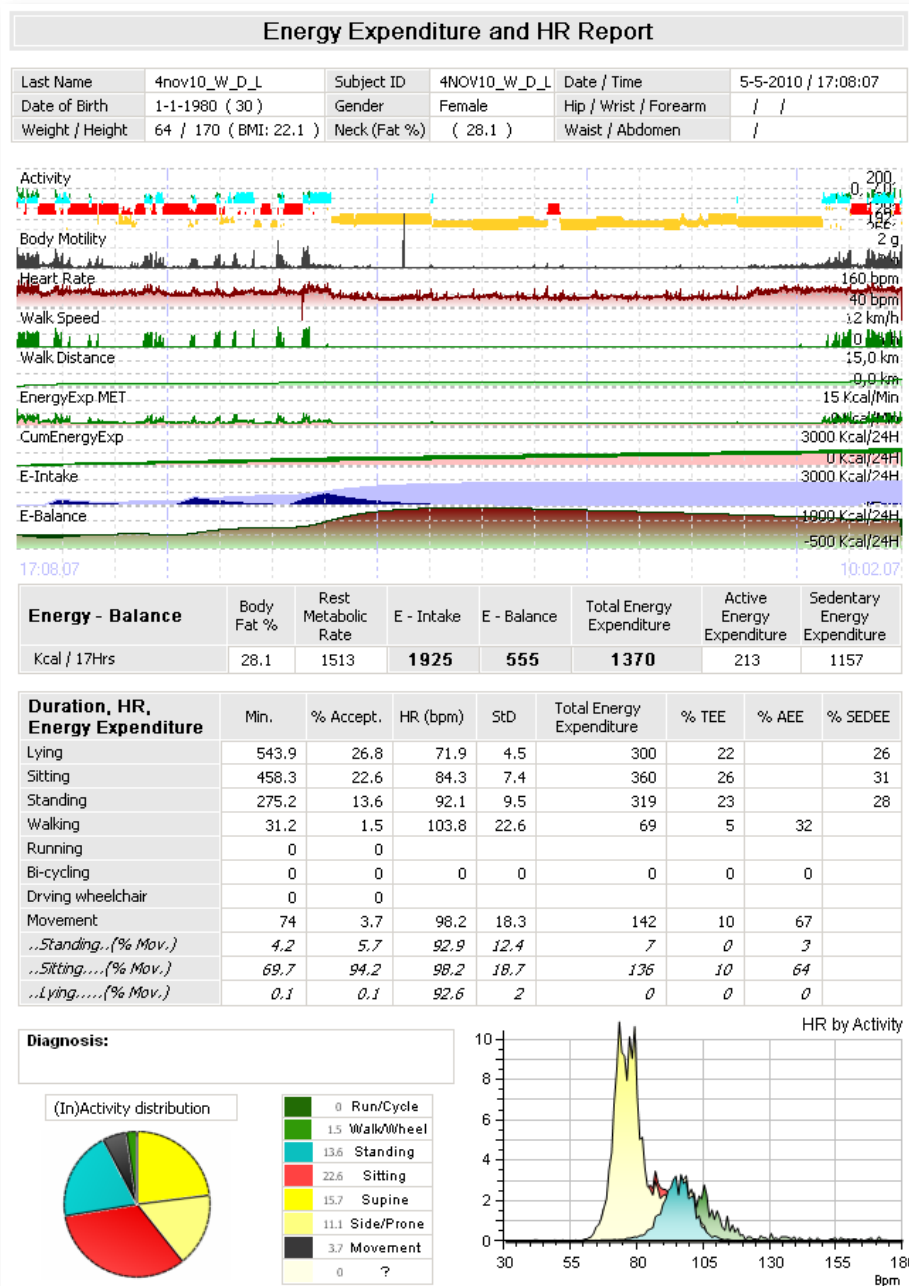 Energy Expenditure and HR Report
Last Name 4nov10_W_D_L Subject ID 4NOV10_W_D_L Date / Time 5-5-2010 / 17:08:07
Date of Birth 1-1-1980 ( 30 ) Gender Female Hip / Wrist / Forearm / /
Weight / Height 64 / 170 ( BMI: 22.1 ) Neck (Fat %) ( 28.1 ) Waist / Abdomen /
Activity 200
Body Motility 2 g
Heart Rate 160 bpm
40 bpm
Walk Speed 12 km/h
Walk Distance 15,0 km
0,0 km
EnergyExp MET 15 Kcal/Min
CumEnergyExp 3000 Kcal/24H
0 Kcal/24H
E-Intake 3000 Kcal/24H
E-Balance 1000 Kcal/24H
-500 Kcal/24H
17:08.07 10:02.07
Energy - Balance Body Fat % Rest Metabolic Rate E - Intake E - Balance Total Energy Expenditure Active Energy Expenditure Sedentary Energy Expenditure
Kcal / 17Hrs 28.1 1513 1925 555 1370 213 1157
Duration, HR, Energy Expenditure Min. % Accept. HR (bpm) StD Total Energy Expenditure % TEE % AEE % SEDEE
Lying 543.9 26.8 71.9 4.5 300 22 26
Sitting 458.3 22.6 84.3 7.4 360 26 31
Standing 275.2 13.6 92.1 9.5 319 23 28
Walking 31.2 1.5 103.8 22.6 69 5 32
Running 0 0
Bi-cycling 0 0 0 0 0 0 0
Drving wheelchair 0 0
Movement 74 3.7 98.2 18.3 142 10 67
..Standing..(% Mov.) 4.2 5.7 92.9 12.4 7 0 3
..Sitting....(% Mov.) 69.7 94.2 98.2 18.7 136 10 64
..Lying.....(% Mov.) 0.1 0.1 92.6 2 0 0 0
Diagnosis:
(In)Activity distribution
0 Run/Cycle
1.5 Walk/Wheel
13.6 Standing
22.6 Sitting
15.7 Supine
11.1 Side/Prone
3.7 Movement
0 ?
HR by Activity
10
8
6
4
2
0
30 55 80 105 130 155 180
Bpm